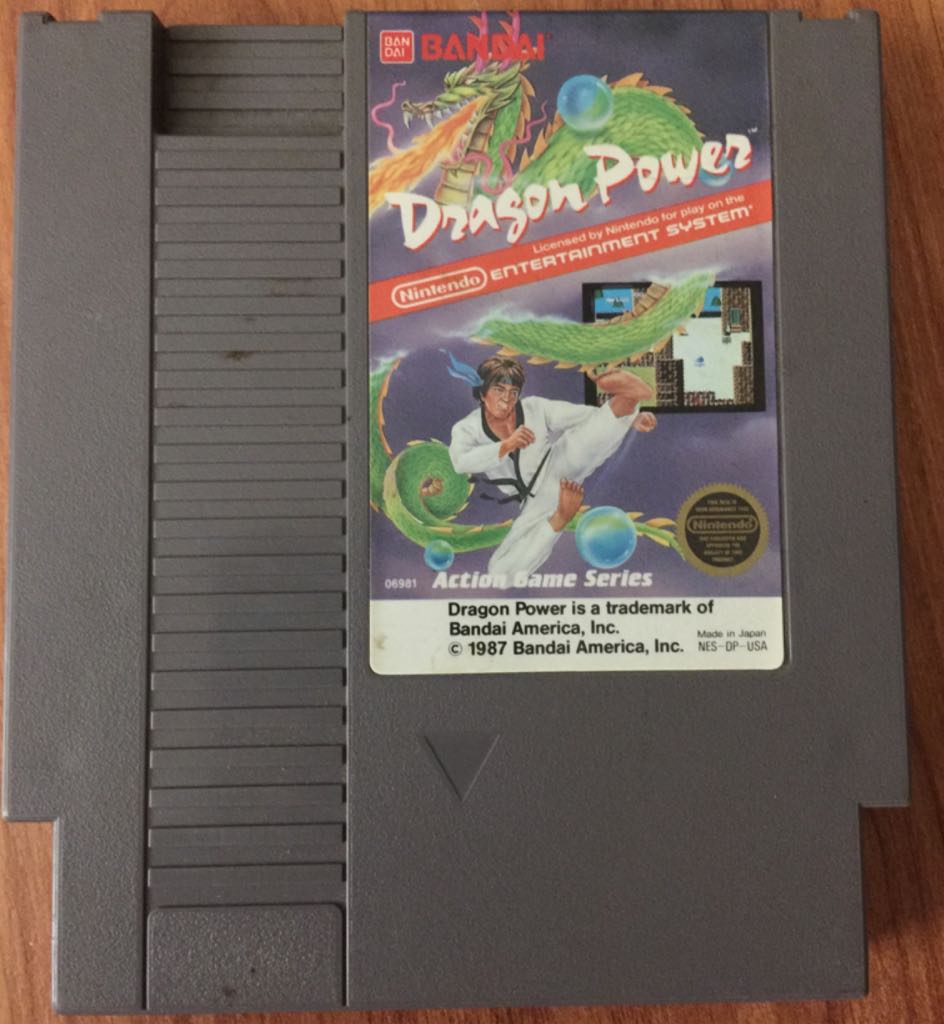 BAN
DAI
BANDAI
Dragon Power™
Licensed by Nintendo for play on the
Nintendo ENTERTAINMENT SYSTEM
Nintendo
06981 Action Game Series
Dragon Power is a trademark of
Bandai America, Inc.
© 1987 Bandai America, Inc.
Made in Japan
NES-DP-USA